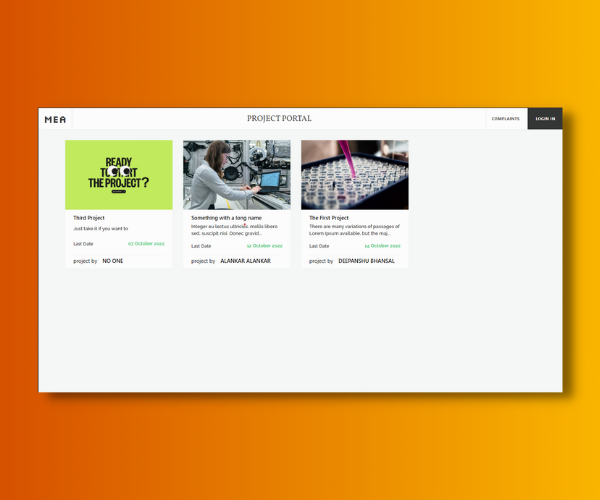 MEA
PROJECT PORTAL
COMPLAINTS
LOGIN IN
READY
TO START
THE PROJECT?
Third Project
Just take it if you want to
Last Date
07 October 2022
project by NO ONE
Something with a long name
Integer eu lectus ultricies, mollis libero
sed, suscipit nisl. Donec gravid...
Last Date
12 October 2022
project by ALANKAR ALANKAR
The First Project
There are many variations of passages of
Lorem Ipsum available, but the maj...
Last Date
14 October 2022
project by DEEPANSHU BHANSAL